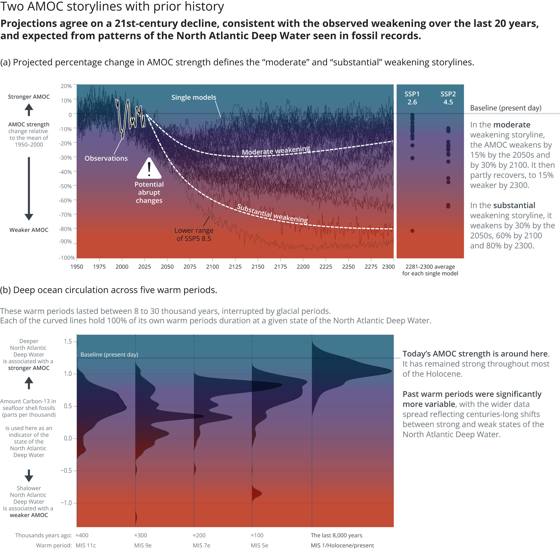 Two AMOC storylines with prior history
Projections agree on a 21st-century decline, consistent with the observed weakening over the last 20 years,
and expected from patterns of the North Atlantic Deep Water seen in fossil records.
(a) Projected percentage change in AMOC strength defines the “moderate” and “substantial” weakening storylines.
Stronger AMOC
AMOC strength
change relative
to the mean of
1950–2000
Weaker AMOC
20%
10%
0
-10%
-20%
-30%
-40%
-50%
-60%
-70%
-80%
-90%
-100%
Single models
Observations
Potential
abrupt
changes
Moderate weakening
Substantial weakening
Lower range
of SSP5 8.5
1950 1975 2000 2025 2050 2075 2100 2125 2150 2175 2200 2225 2250 2275 2300
SSP1 SSP2
2.6 4.5
2281-2300 average
for each single model
Baseline (present day)
In the moderate
weakening storyline,
the AMOC weakens by
15% by the 2050s and
by 30% by 2100. It then
partly recovers, to 15%
weaker by 2300.
In the substantial
weakening storyline, it
weakens by 30% by the
2050s, 60% by 2100
and 80% by 2300.
(b) Deep ocean circulation across five warm periods.
These warm periods lasted between 8 to 30 thousand years, interrupted by glacial periods.
Each of the curved lines hold 100% of its own warm periods duration at a given state of the North Atlantic Deep Water.
Deeper
North Atlantic
Deep Water
is associated with a
stronger AMOC
Amount Carbon-13 in
seafloor shell fossils
(parts per thousand)
is used here as an
indicator of the
state of the
North Atlantic
Deep Water
Shalower
North Atlantic
Deep Water
is associated with a
weaker AMOC
1.5
1.0
0.5
0.0
−0.5
−1.0
Baseline (present day)
Today’s AMOC strength is around here.
It has remained strong throughout most
of the Holocene.
Past warm periods were significantly
more variable, with the wider data
spread reflecting centuries-long shifts
between strong and weak states of the
North Atlantic Deep Water.
Thousands years ago: ≈400 ≈300 ≈200 ≈100 The last 8,000 years
Warm period: MIS 11c MIS 9e MIS 7e MIS 5e MIS 1/Holocene/present